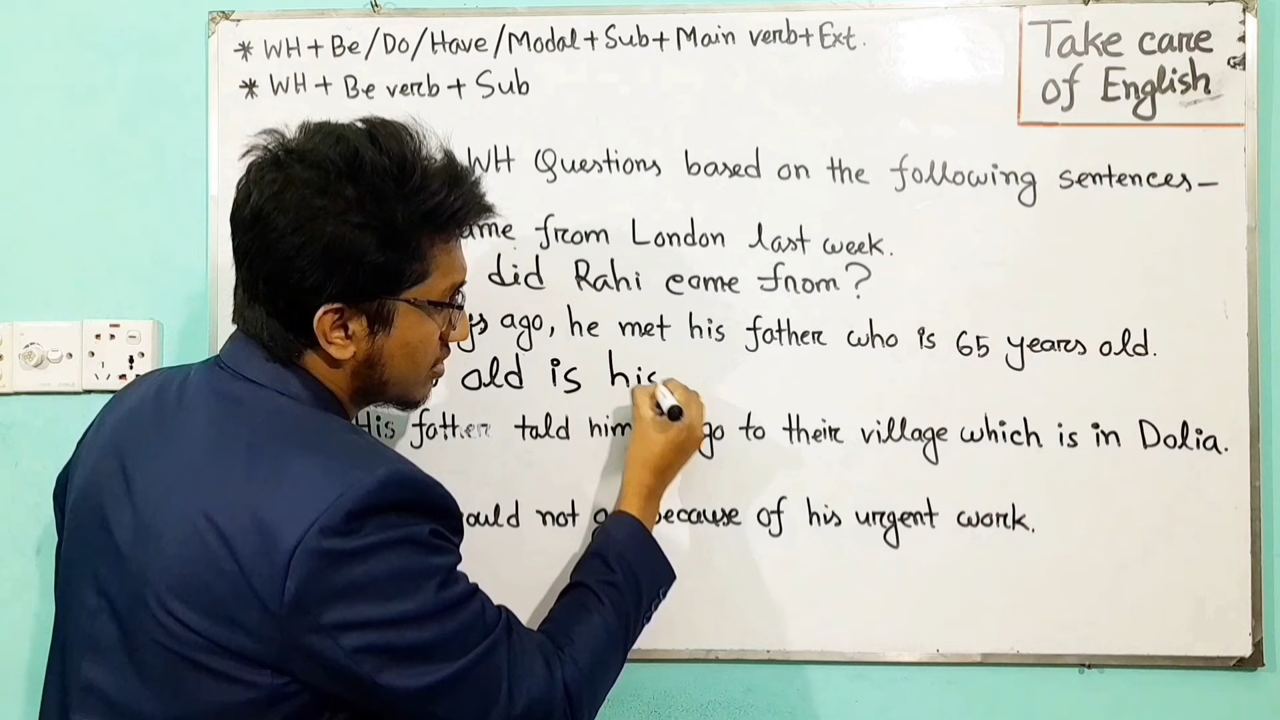 * WH + Be/Do/Have/Modal + Sub + Main verb + Ext.
* WH + Be verb + Sub
Take care
of English
WH Questions based on the following sentences-
from London last week.
did Rahi come from?
ago, he met his father who is 65 years old.
old is his
His father told him go to their village which is in Dolia.
not because of his urgent work.